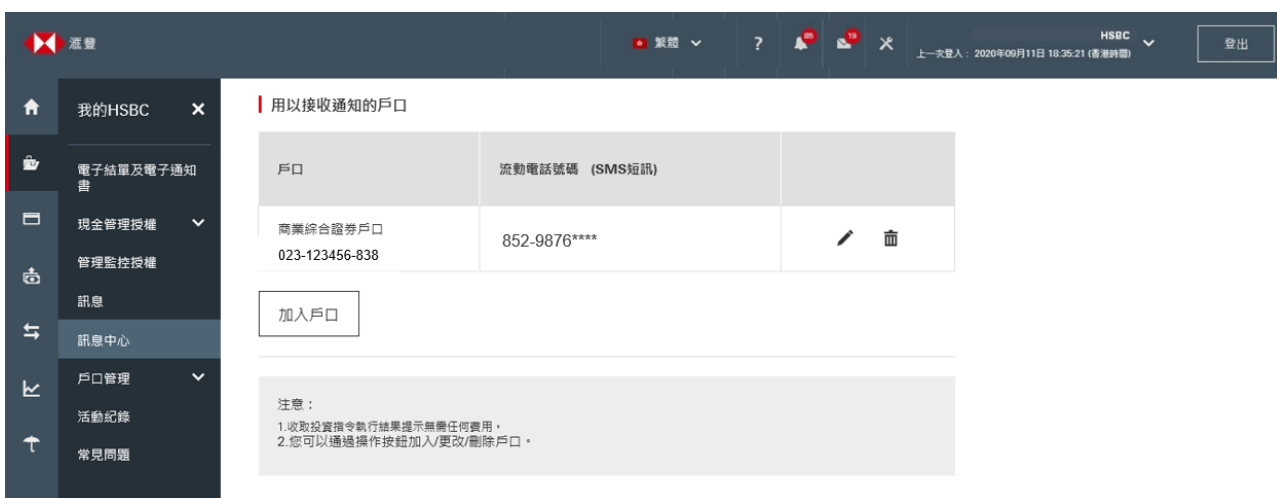 滙豐
繁體
?
85
19
HSBC
上一次登入 : 2020年09月11日 18:35:21 (香港時間)
登出
我的HSBC
電子結單及電子通知
書
現金管理授權
管理監控授權
訊息
訊息中心
戶口管理
活動紀錄
常見問題
用以接收通知的戶口
戶口 流動電話號碼 (SMS短訊)
商業綜合證券戶口
023-123456-838
852-9876****
加入戶口
注意：
1.收取投資指令執行結果提示無需任何費用。
2.您可以通過操作按鈕加入/更改/刪除戶口。